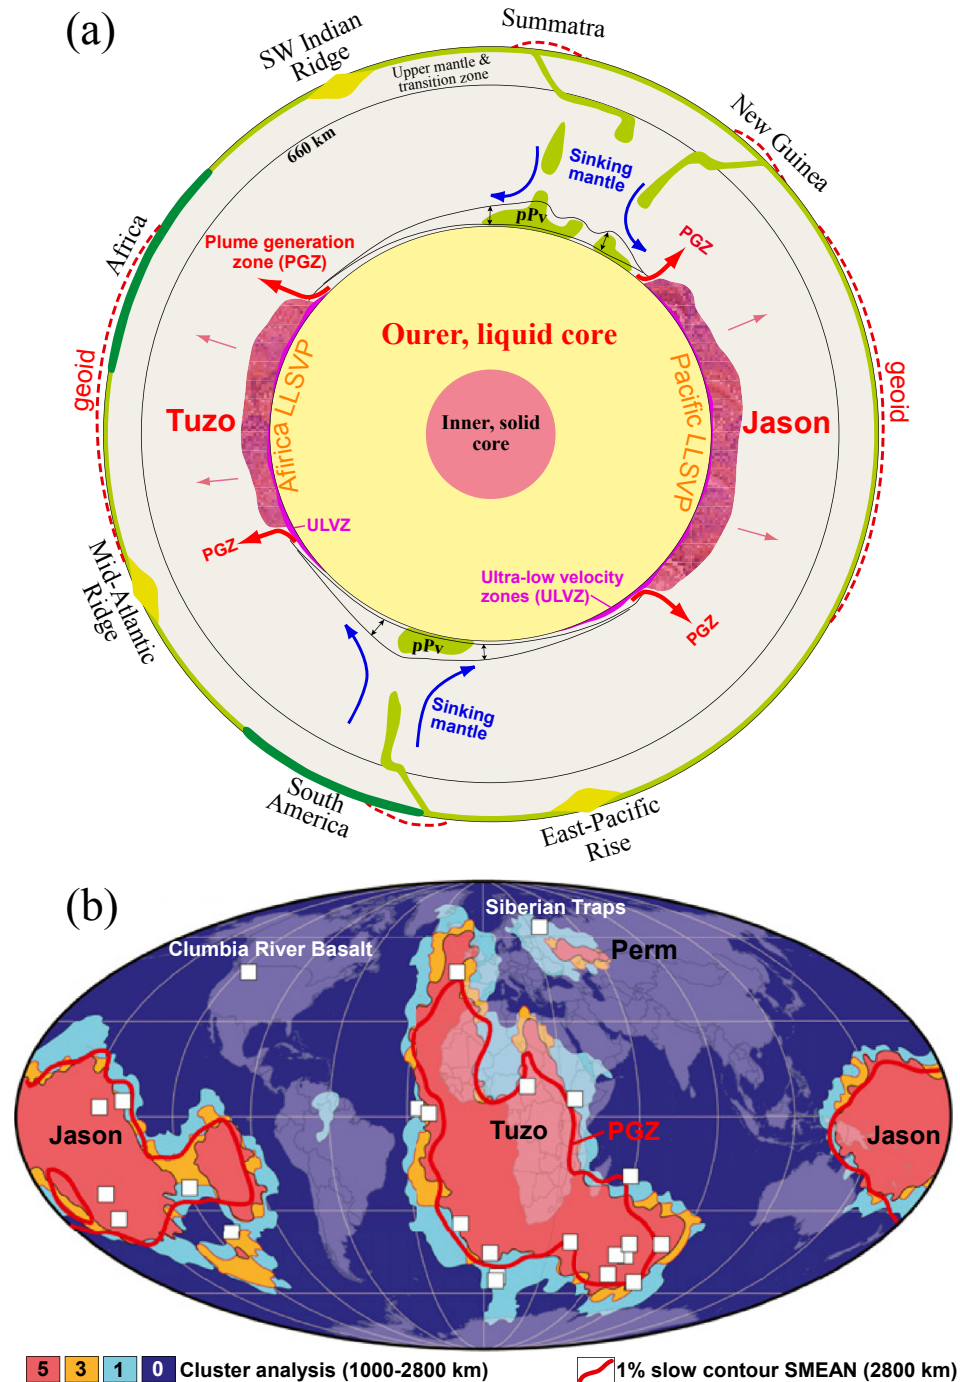 (a)
Summatra
SW Indian
Ridge
Upper mantle &
transition zone
New Guinea
660 km
Sinking
mantle
Africa
pPv
Plume generation
zone (PGZ)
PGZ
Ourer, liquid core
geoid
Tuzo
Afirica LLSVP
Inner, solid
core
Pacific LLSVP
Jason
geoid
ULVZ
PGZ
Mid-Atlantic
Ridge
Ultra-low velocity
zones (ULVZ)
PGZ
pPv
Sinking
mantle
South
America
East-Pacific
Rise
(b)
Siberian Traps
Clumbia River Basalt
Perm
Jason
Tuzo
PGZ
Jason
5 3 1 0 Cluster analysis (1000-2800 km)
1% slow contour SMEAN (2800 km)